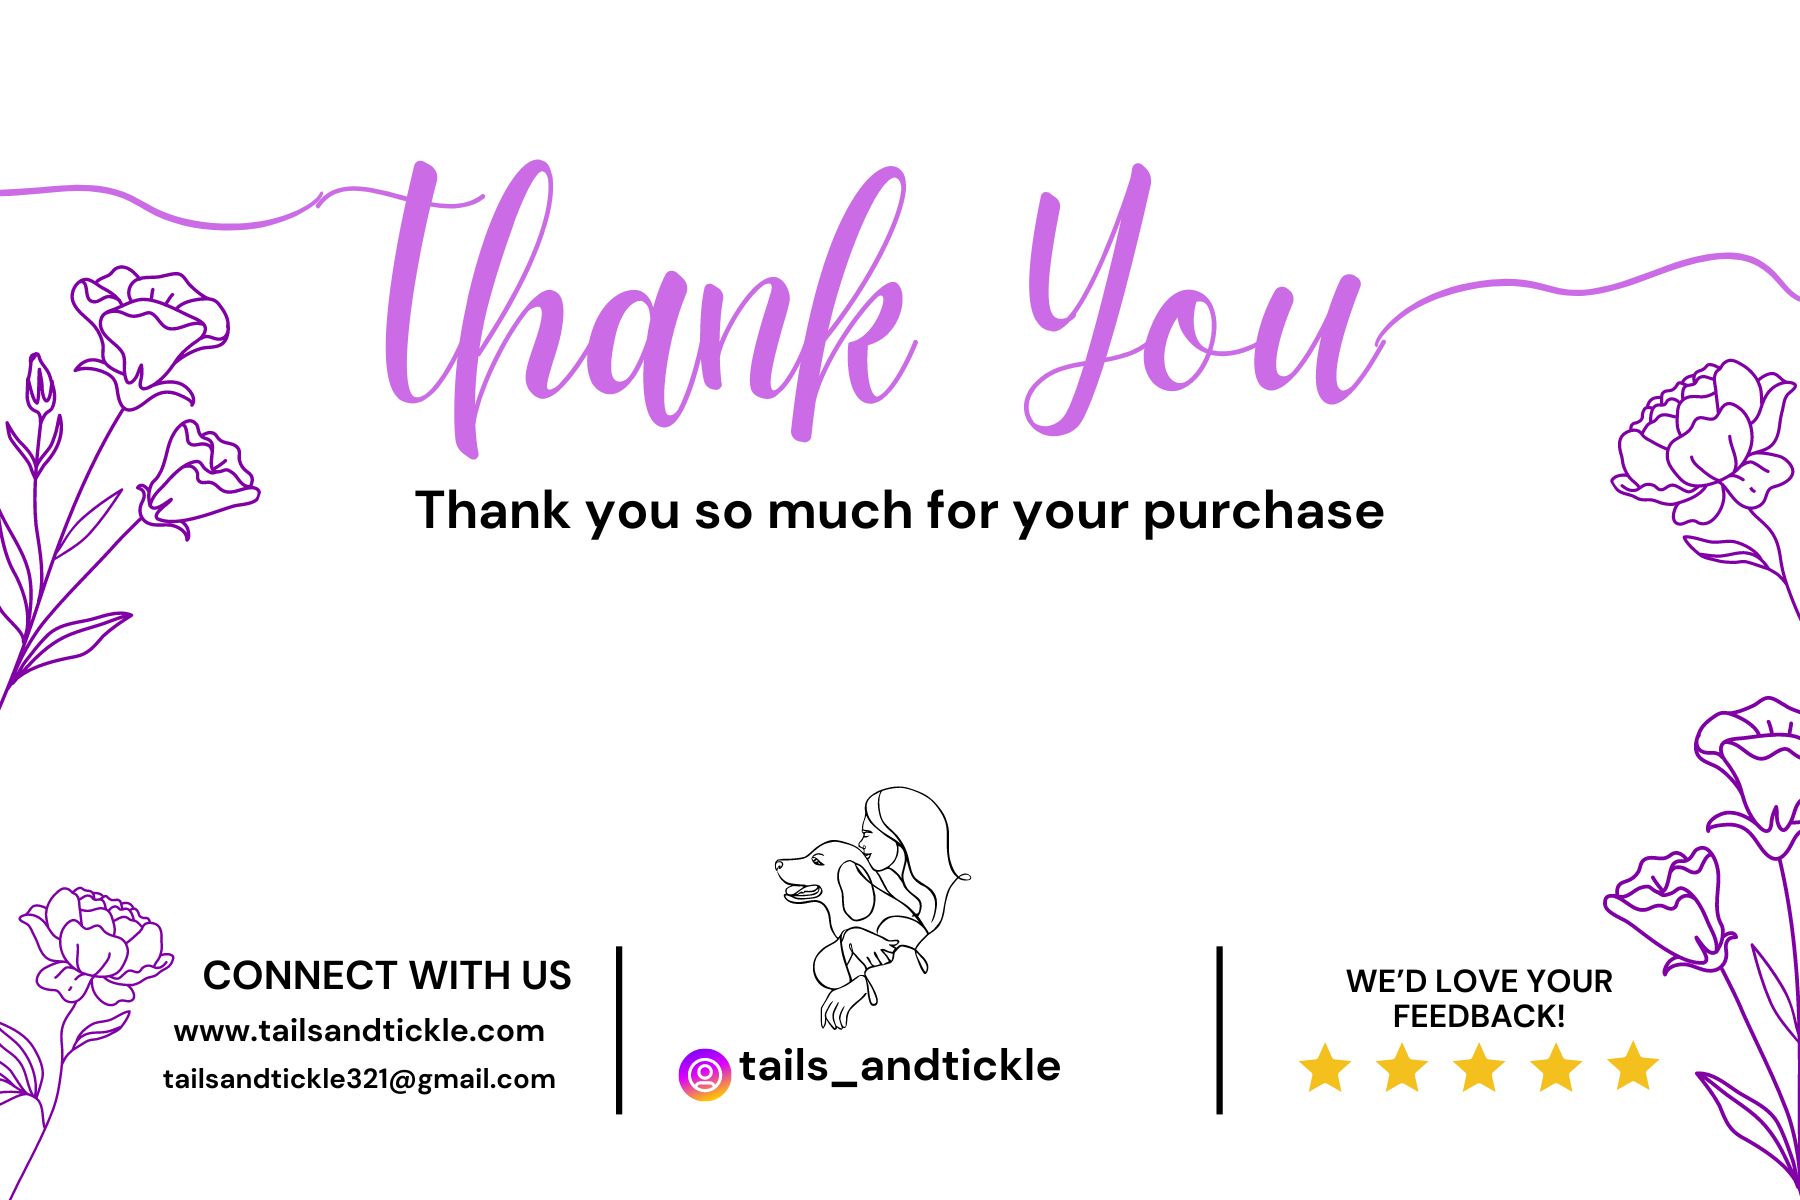 Thank You
Thank you so much for your purchase
CONNECT WITH US
www.tailsandtickle.com
tailsandtickle321@gmail.com
tails_andtickle
WE’D LOVE YOUR
FEEDBACK!